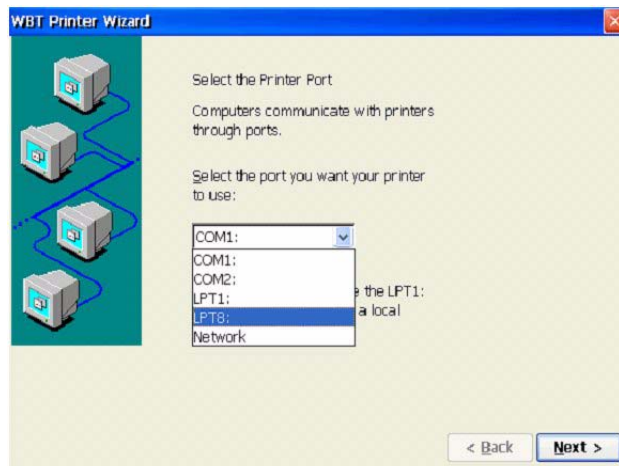 WBT Printer Wizard
Select the Printer Port
Computers communicate with printers
through ports.
Select the port you want your printer
to use:
COM1:
COM1:
COM2:
LPT1:
the LPT1:
LPT8:
a local
Network
< Back
Next >